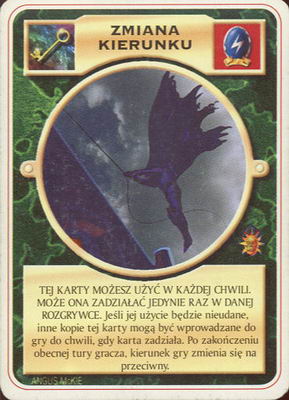 ZMIANA
KIERUNKU
TEJ KARTY MOŻESZ UŻYĆ W KAŻDEJ CHWILI.
MOŻE ONA ZADZIAŁAĆ JEDYNIE RAZ W DANEJ
ROZGRYWCE. Jeśli jej użycie będzie nieudane,
inne kopie tej karty mogą być wprowadzane do
gry do chwili, gdy karta zadziała. Po zakończeniu
obecnej tury gracza, kierunek gry zmienia się na
przeciwny.
ANGUS McKIE